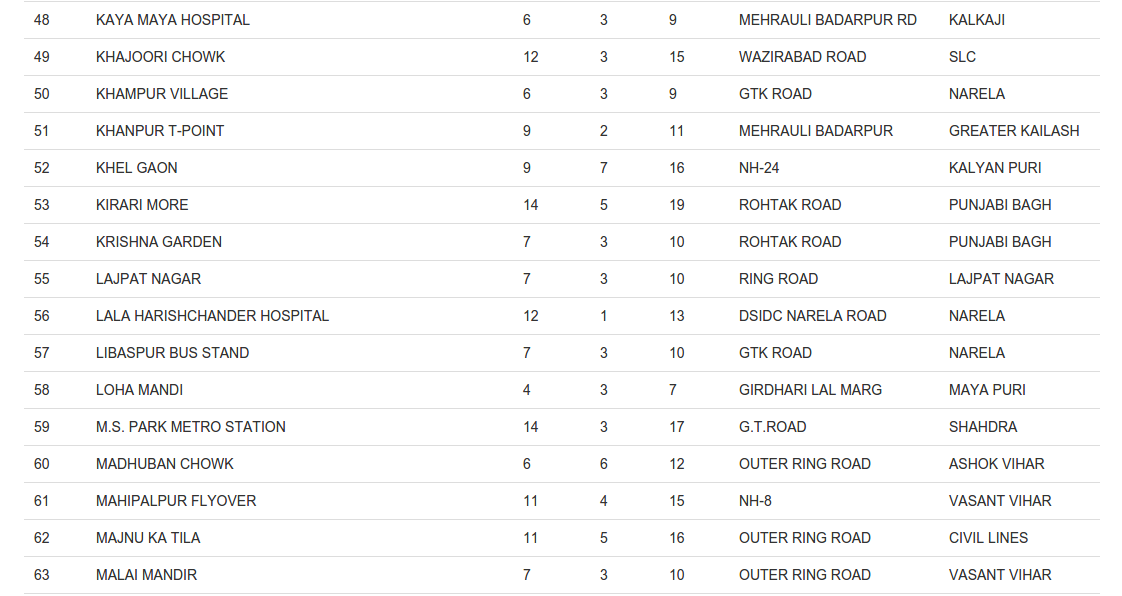 48 KAYA MAYA HOSPITAL 6 3 9 MEHRAULI BADARPUR RD KALKAJI
49 KHAJOORI CHOWK 12 3 15 WAZIRABAD ROAD SLC
50 KHAMPUR VILLAGE 6 3 9 GTK ROAD NARELA
51 KHANPUR T-POINT 9 2 11 MEHRAULI BADARPUR GREATER KAILASH
52 KHEL GAON 9 7 16 NH-24 KALYAN PURI
53 KIRARI MORE 14 5 19 ROHTAK ROAD PUNJABI BAGH
54 KRISHNA GARDEN 7 3 10 ROHTAK ROAD PUNJABI BAGH
55 LAJPAT NAGAR 7 3 10 RING ROAD LAJPAT NAGAR
56 LALA HARISHCHANDER HOSPITAL 12 1 13 DSIDC NARELA ROAD NARELA
57 LIBASPUR BUS STAND 7 3 10 GTK ROAD NARELA
58 LOHA MANDI 4 3 7 GIRDHARI LAL MARG MAYA PURI
59 M.S. PARK METRO STATION 14 3 17 G.T.ROAD SHAHDRA
60 MADHUBAN CHOWK 6 6 12 OUTER RING ROAD ASHOK VIHAR
61 MAHIPALPUR FLYOVER 11 4 15 NH-8 VASANT VIHAR
62 MAJNU KA TILA 11 5 16 OUTER RING ROAD CIVIL LINES
63 MALAI MANDIR 7 3 10 OUTER RING ROAD VASANT VIHAR